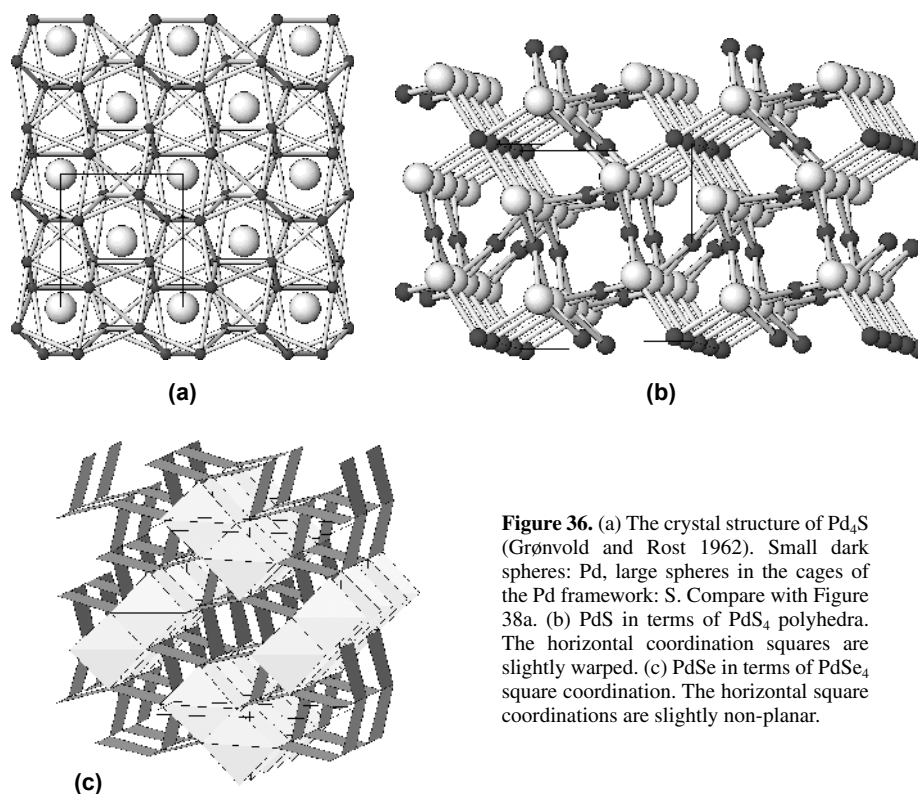 (a)
(b)
(c)
Figure 36. (a) The crystal structure of Pd₄S
(Grønvold and Rost 1962). Small dark
spheres: Pd, large spheres in the cages of
the Pd framework: S. Compare with Figure
38a. (b) PdS in terms of PdS₄ polyhedra.
The horizontal coordination squares are
slightly warped. (c) PdSe in terms of PdSe₄
square coordination. The horizontal square
coordinations are slightly non-planar.